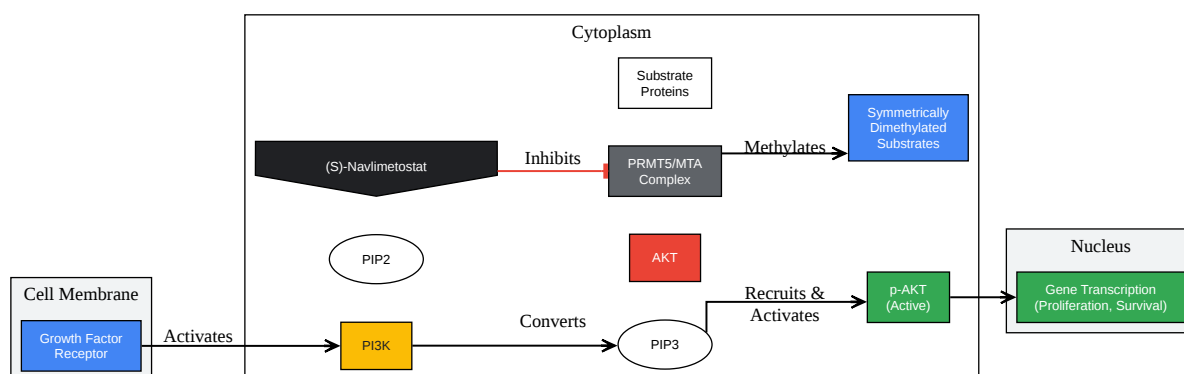 Cytoplasm
Substrate
Proteins
Symmetrically
Dimethylated
Substrates
(S)-Navlimetostat
Inhibits
PRMT5/MTA
Complex
Methylates
PIP2
AKT
Nucleus
Cell Membrane
Growth Factor
Receptor
Activates
PI3K
Converts
PIP3
Recruits &
Activates
p-AKT
(Active)
Gene Transcription
(Proliferation, Survival)